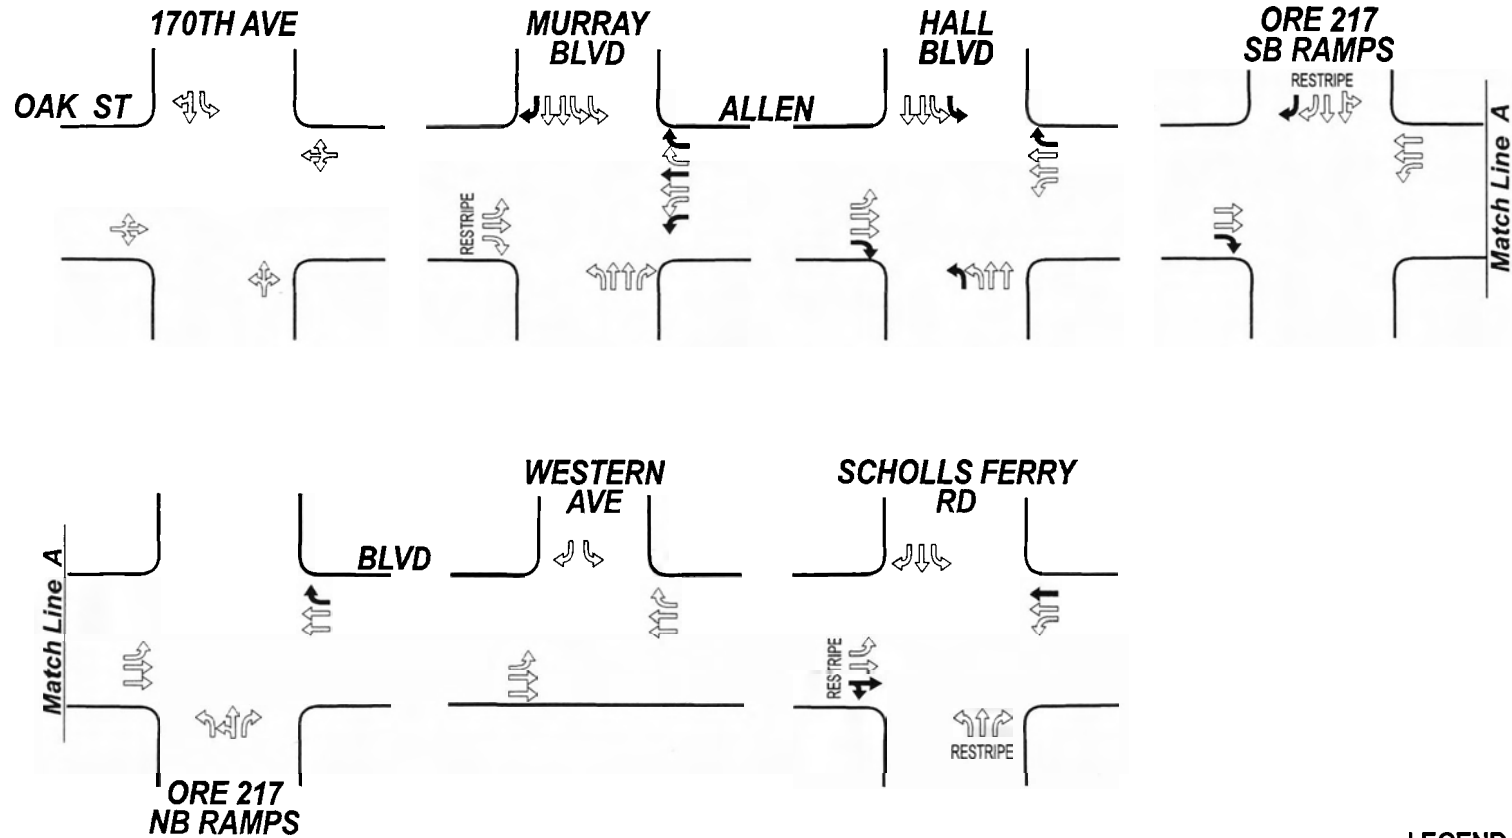 170TH AVE
MURRAY
BLVD
HALL
BLVD
ORE 217
SB RAMPS
RESTRIPE
OAK ST
ALLEN
Match Line A
RESTRIPE
WESTERN
AVE
SCHOLLS FERRY
RD
Match Line A
BLVD
RESTRIPE
RESTRIPE
ORE 217
NB RAMPS
LEGEND